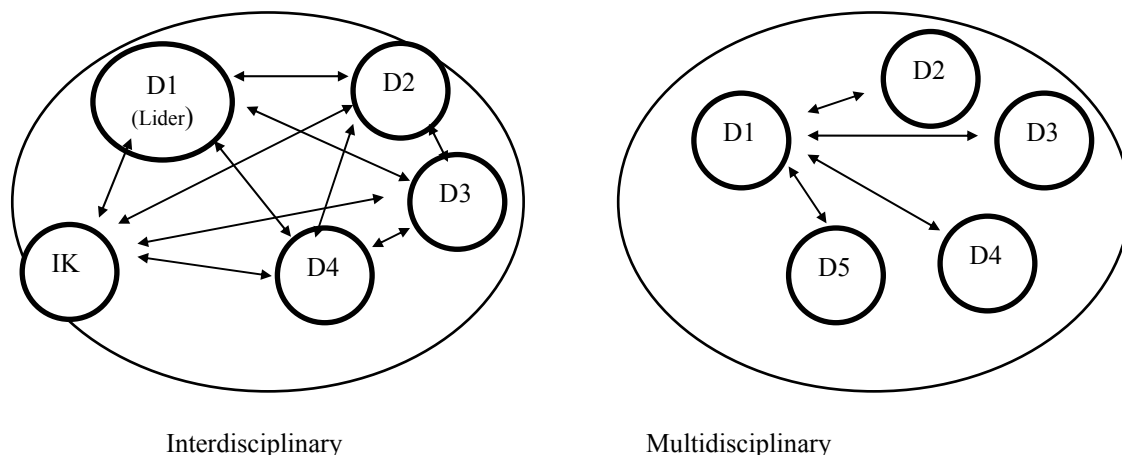 D1
(Lider)
D2
D3
IK
D4
Interdisciplinary
D2
D1
D3
D5
D4
Multidisciplinary